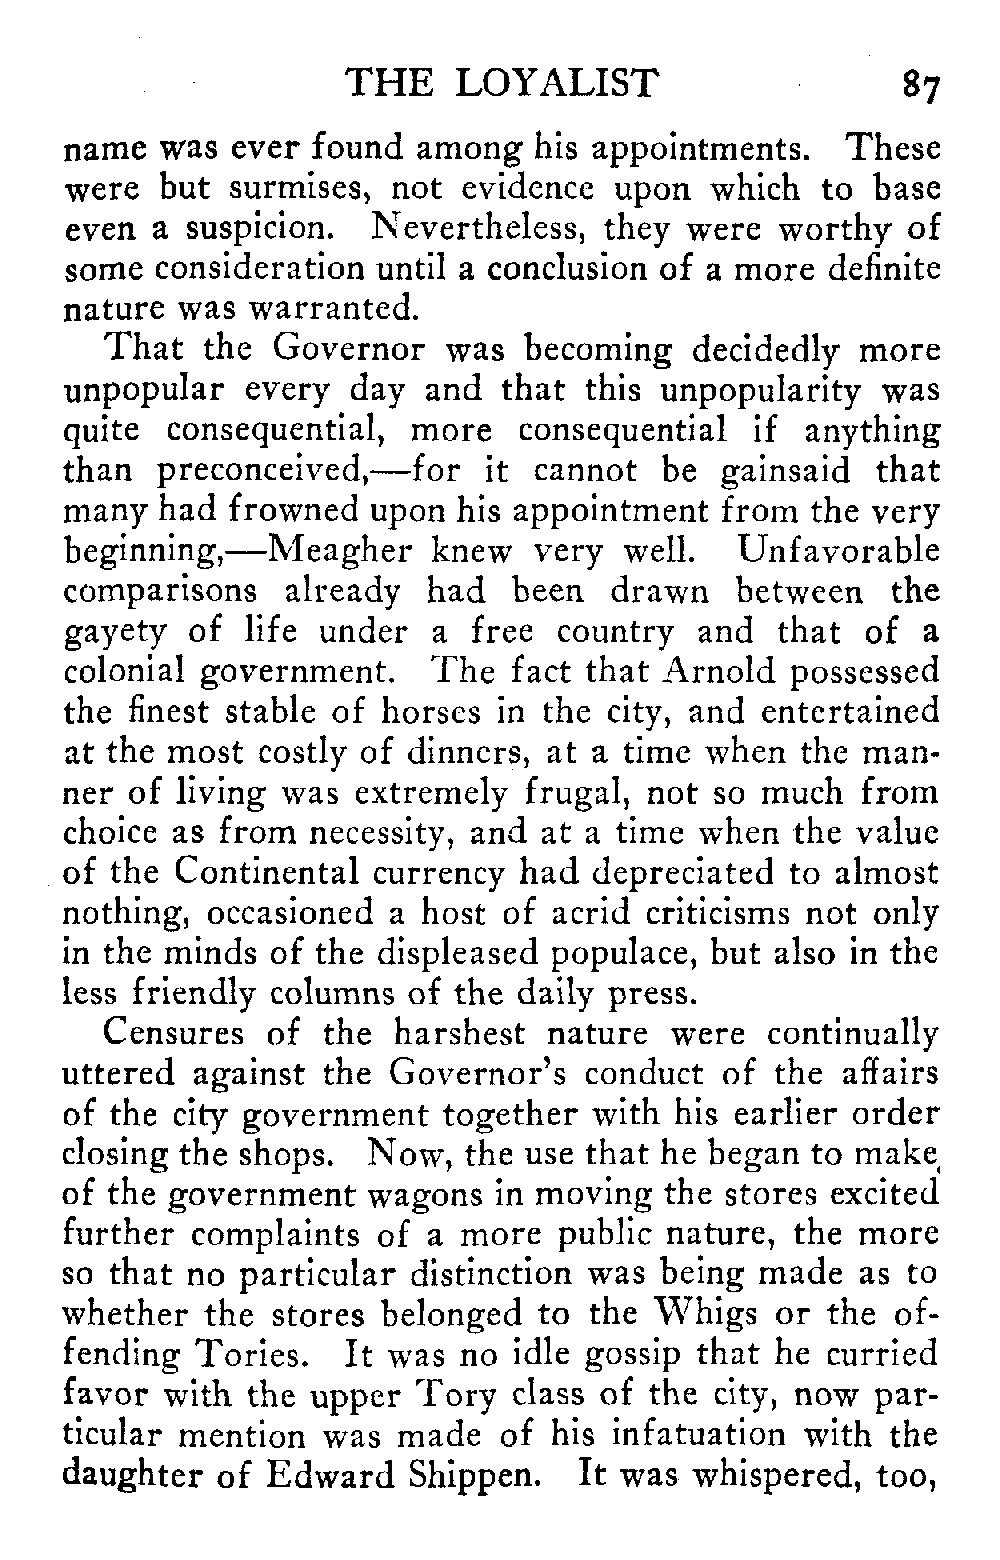 THE LOYALIST 87
name was ever found among his appointments. These
were but surmises, not evidence upon which to base
even a suspicion. Nevertheless, they were worthy of
some consideration until a conclusion of a more definite
nature was warranted.
That the Governor was becoming decidedly more
unpopular every day and that this unpopularity was
quite consequential, more consequential if anything
than preconceived,—for it cannot be gainsaid that
many had frowned upon his appointment from the very
beginning,—Meagher knew very well. Unfavorable
comparisons already had been drawn between the
gayety of life under a free country and that of a
colonial government. The fact that Arnold possessed
the finest stable of horses in the city, and entertained
at the most costly of dinners, at a time when the man-
ner of living was extremely frugal, not so much from
choice as from necessity, and at a time when the value
of the Continental currency had depreciated to almost
nothing, occasioned a host of acrid criticisms not only
in the minds of the displeased populace, but also in the
less friendly columns of the daily press.
Censures of the harshest nature were continually
uttered against the Governor's conduct of the affairs
of the city government together with his earlier order
closing the shops. Now, the use that he began to make
of the government wagons in moving the stores excited
further complaints of a more public nature, the more
so that no particular distinction was being made as to
whether the stores belonged to the Whigs or the of-
fending Tories. It was no idle gossip that he curried
favor with the upper Tory class of the city, now par-
ticular mention was made of his infatuation with the
daughter of Edward Shippen. It was whispered, too,